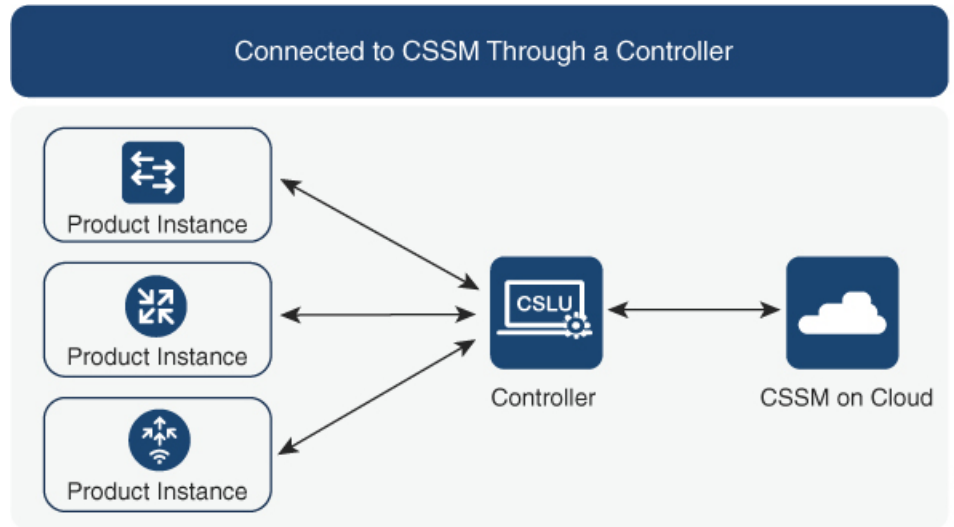 Connected to CSSM Through a Controller
Product Instance
Product Instance
Product Instance
CSLU
Controller
CSSM on Cloud